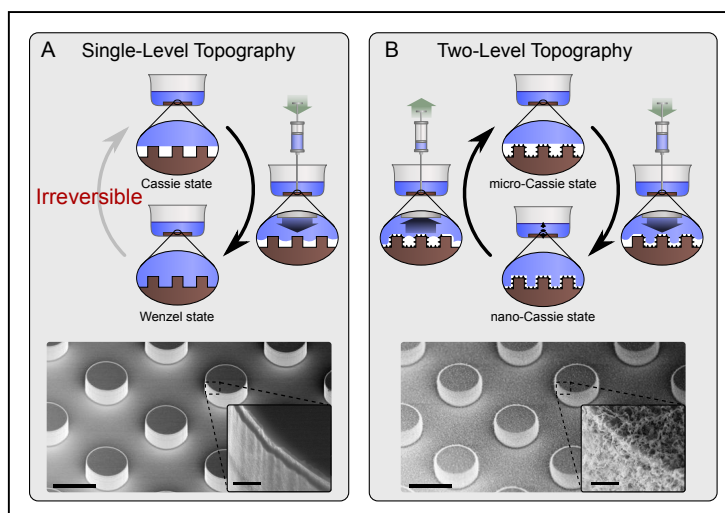 A
Single-Level Topography
Cassie state
Irreversible
Wenzel state
B
Two-Level Topography
micro-Cassie state
nano-Cassie state